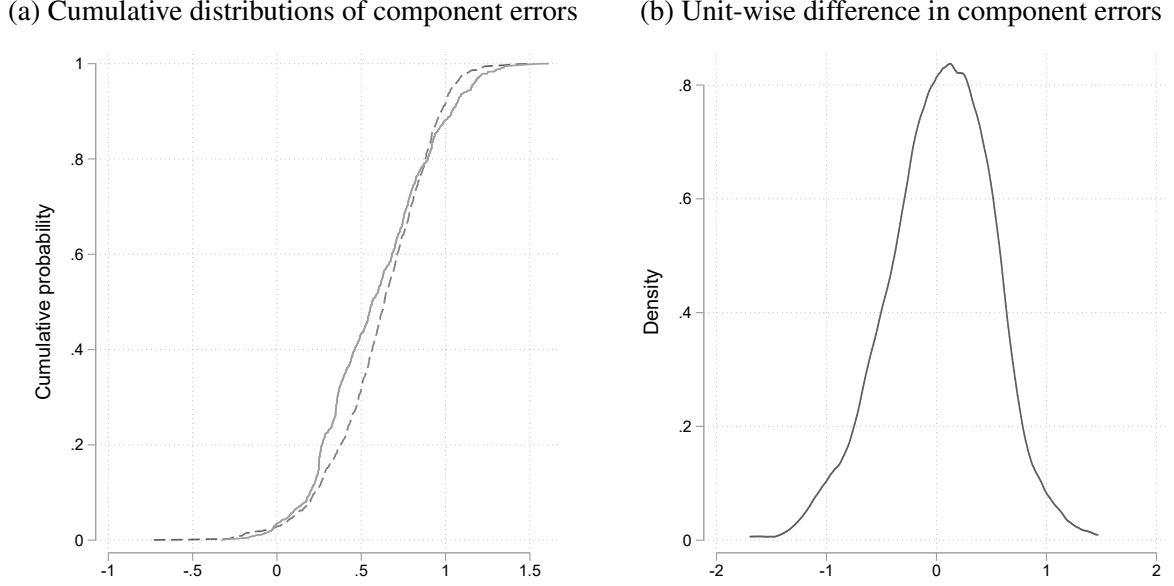 (a) Cumulative distributions of component errors
1
.8
.6
.4
.2
0
Cumulative probability
-1 -.5 0 .5 1 1.5
(b) Unit-wise difference in component errors
.8
.6
.4
.2
0
Density
-2 -1 0 1 2